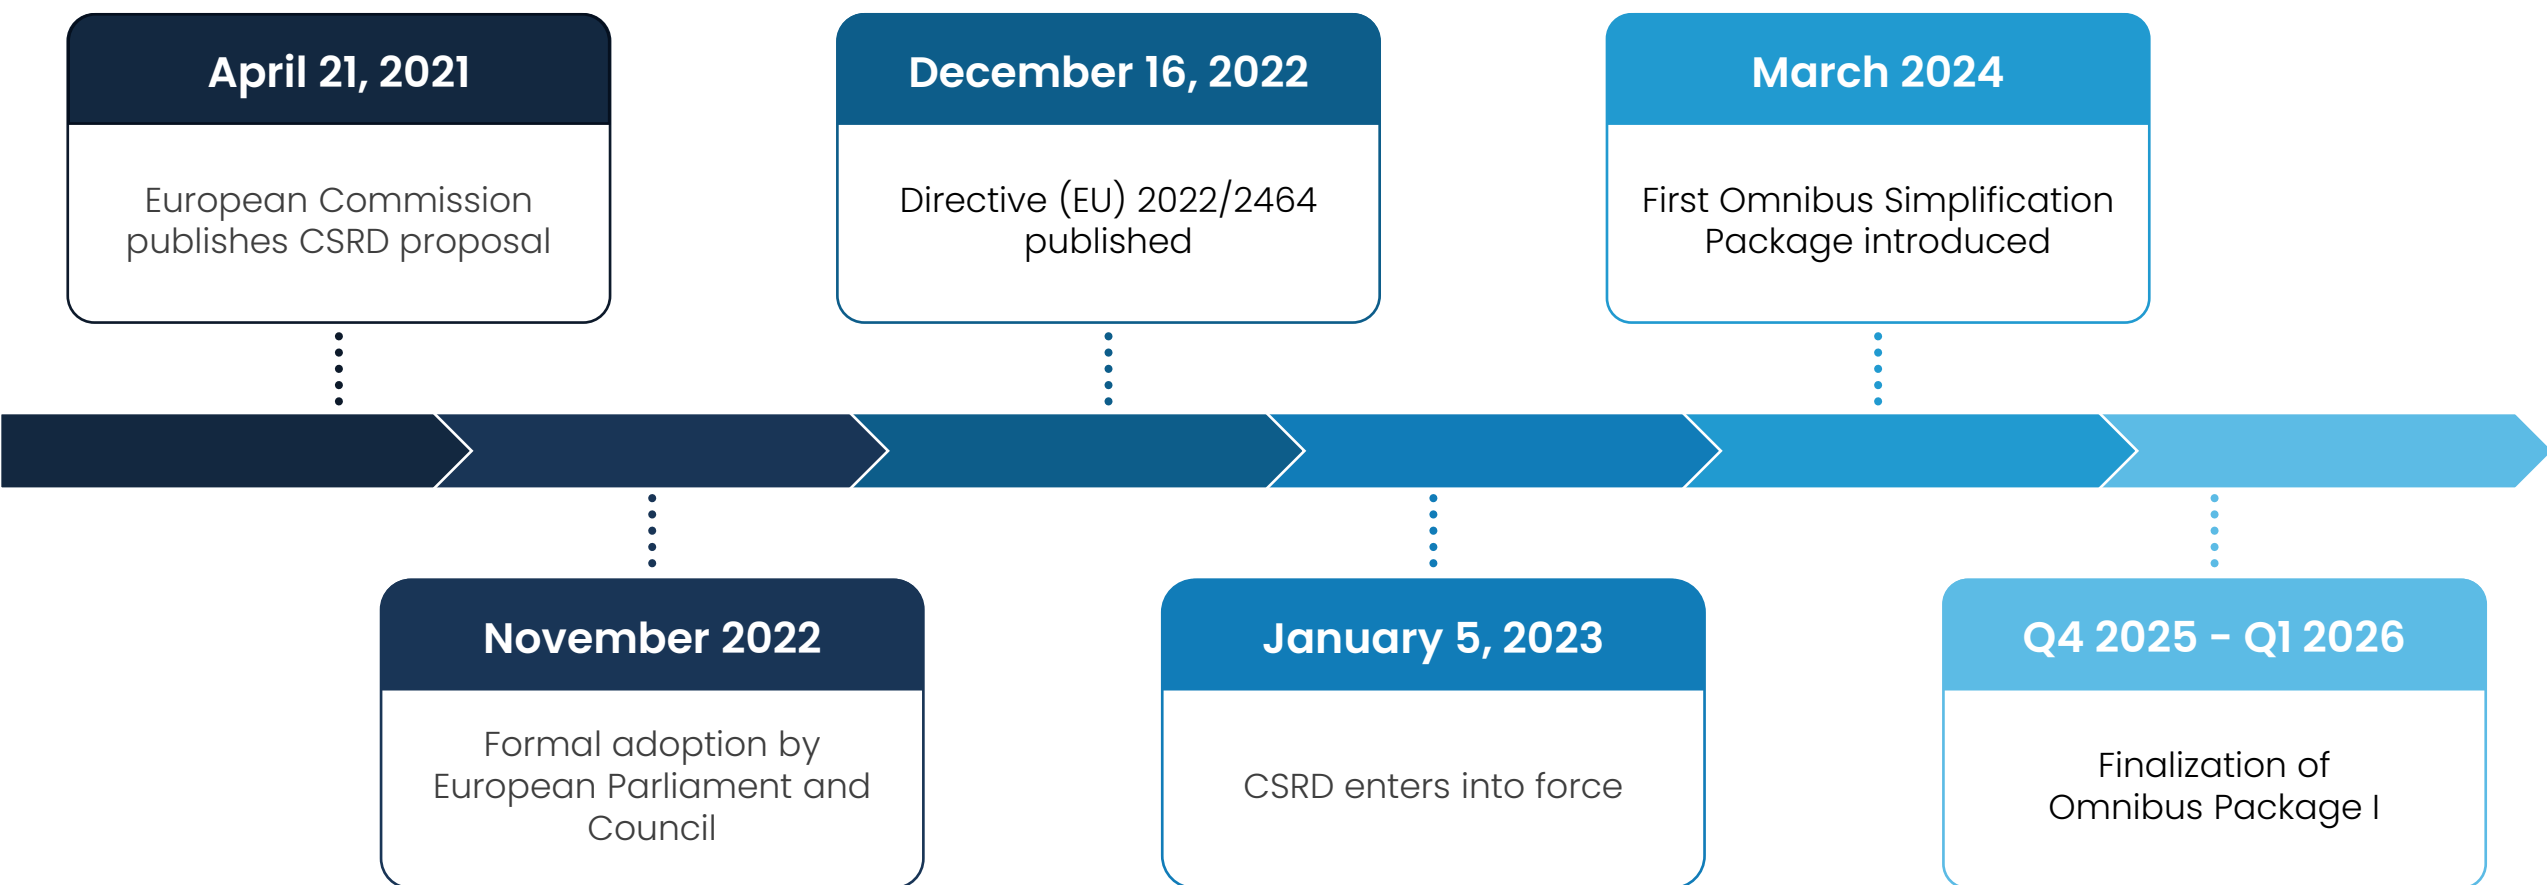 April 21, 2021
European Commission
publishes CSRD proposal
November 2022
Formal adoption by
European Parliament and
Council
December 16, 2022
Directive (EU) 2022/2464
published
January 5, 2023
CSRD enters into force
March 2024
First Omnibus Simplification
Package introduced
Q4 2025 - Q1 2026
Finalization of
Omnibus Package I